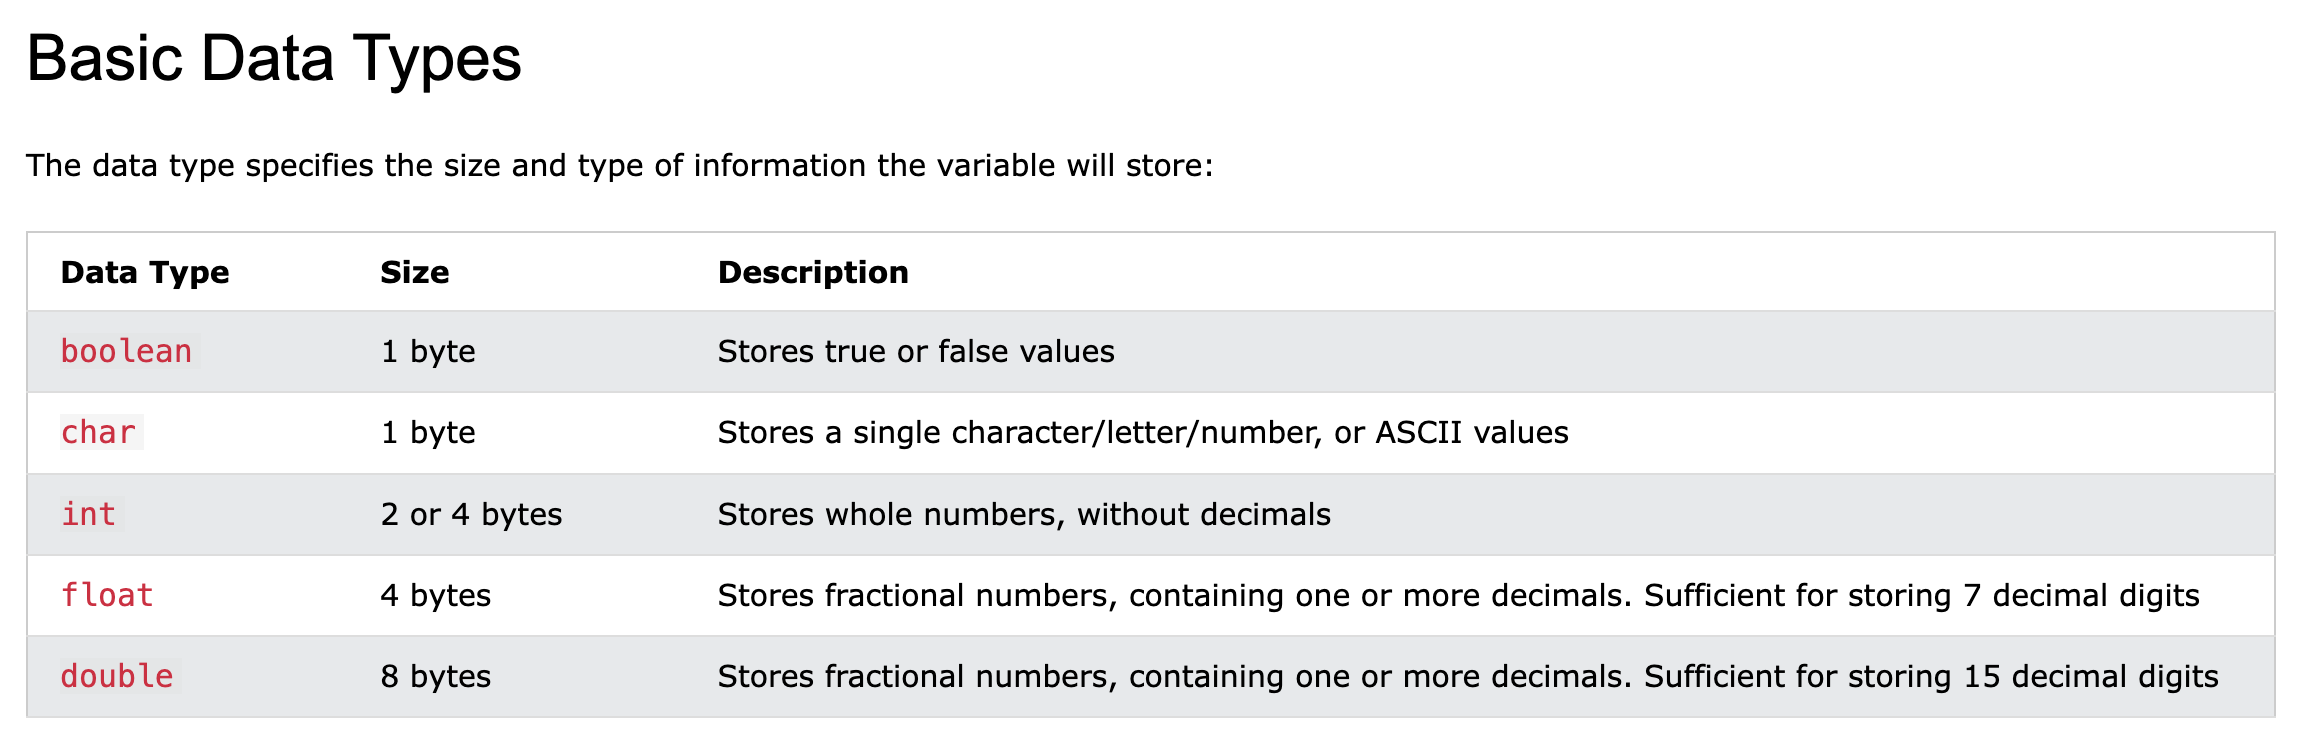 Basic Data Types
The data type specifies the size and type of information the variable will store:
Data Type Size Description
boolean 1 byte Stores true or false values
char 1 byte Stores a single character/letter/number, or ASCII values
int 2 or 4 bytes Stores whole numbers, without decimals
float 4 bytes Stores fractional numbers, containing one or more decimals. Sufficient for storing 7 decimal digits
double 8 bytes Stores fractional numbers, containing one or more decimals. Sufficient for storing 15 decimal digits